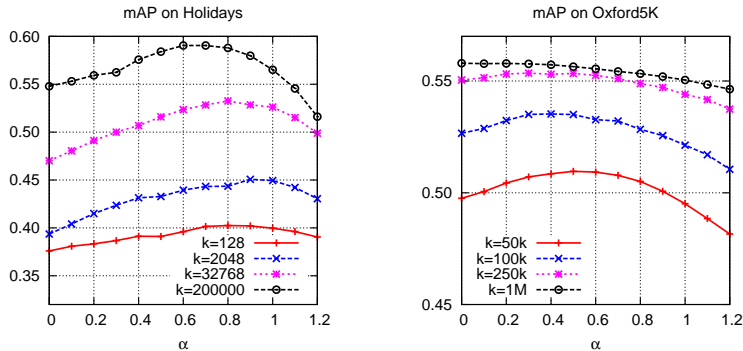 mAP on Holidays
0.60
0.55
0.50
0.45
0.40
0.35
k=128
k=2048
k=32768
k=200000
0 0.2 0.4 0.6 0.8 1 1.2
α
mAP on Oxford5K
0.55
0.50
0.45
k=50k
k=100k
k=250k
k=1M
0 0.2 0.4 0.6 0.8 1 1.2
α